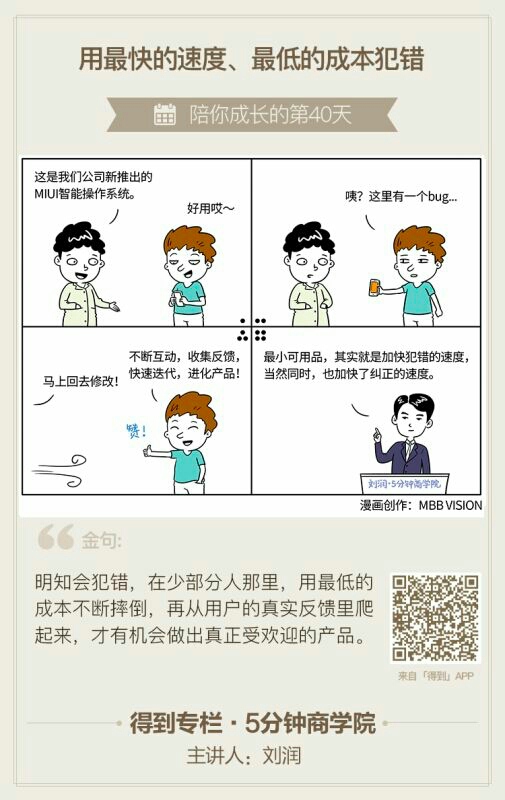 用最快的速度、最低的成本犯错
陪你成长的第40天
这是我们公司新推出的
MIUI智能操作系统。
好用哎～
咦？这里有一个bug...
马上回去修改！
不断互动，收集反馈，
快速迭代，进化产品！
赞！
最小可用品，其实就是加快犯错的速度，
当然同时，也加快了纠正的速度。
刘润·5分钟商学院
漫画创作：MBB VISION
金句：
明知会犯错，在少部分人那里，用最低的
成本不断摔倒，再从用户的真实反馈里爬
起来，才有机会做出真正受欢迎的产品。
来自「得到」APP
得到专栏·5分钟商学院
主讲人：刘润